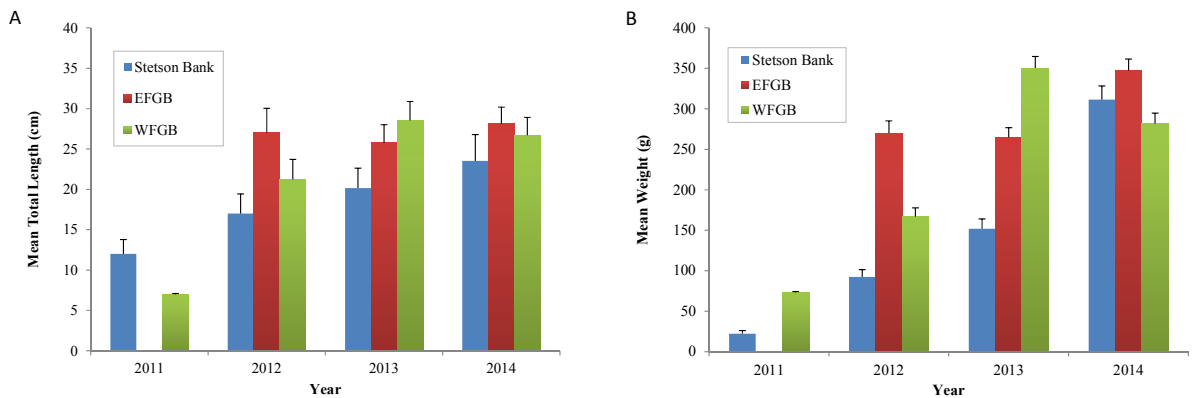 A
Mean Total Length (cm)
40
35
30
25
20
15
10
5
0
Stetson Bank
EFGB
WFGB
2011 2012 2013 2014
Year
B
Mean Weight (g)
400
350
300
250
200
150
100
50
0
Stetson Bank
EFGB
WFGB
2011 2012 2013 2014
Year